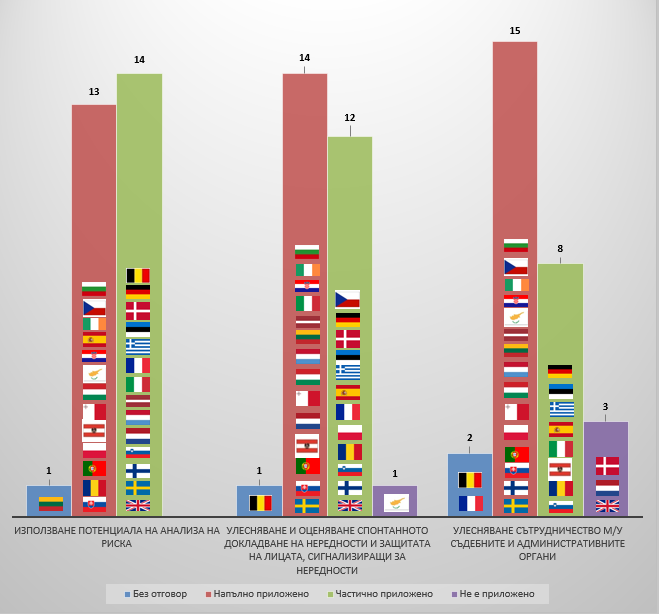 15
14
14
13
12
8
3
2
1
1
1
ИЗПОЛЗВАНЕ ПОТЕНЦИАЛА НА АНАЛИЗА НА
РИСКА
УЛЕСНЯВАНЕ И ОЦЕНЯВАНЕ СПОНТАННОТО
ДОКЛАДВАНЕ НА НЕРЕДНОСТИ И ЗАЩИТАТА
НА ЛИЦАТА, СИГНАЛИЗИРАЩИ ЗА
НЕРЕДНОСТИ
УЛЕСНЯВАНЕ СЪТРУДНИЧЕСТВО М/У
СЪДЕБНИТЕ И АДМИНИСТРАТИВНИТЕ
ОРГАНИ
Без отговор
Напълно приложено
Частично приложено
Не е приложено